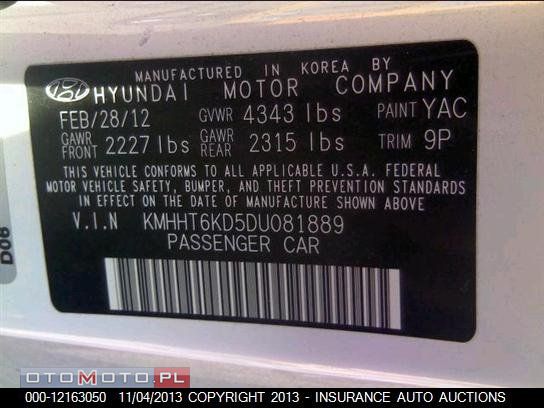 MANUFACTURED IN KOREA BY
HYUNDAI MOTOR COMPANY
FEB/28/12 GVWR 4343 lbs PAINT YAC
GAWR FRONT 2227 lbs GAWR REAR 2315 lbs TRIM 9P
THIS VEHICLE CONFORMS TO ALL APPLICABLE U.S.A. FEDERAL
MOTOR VEHICLE SAFETY, BUMPER, AND THEFT PREVENTION STANDARDS
IN EFFECT ON THE DATE OF MANUFACTURE SHOWN ABOVE.
V.I.N KMHHT6KD5DU081889
PASSENGER CAR
D06
OTOMOTO.PL
000-12163050 11/04/2013 COPYRIGHT 2013 - INSURANCE AUTO AUCTIONS